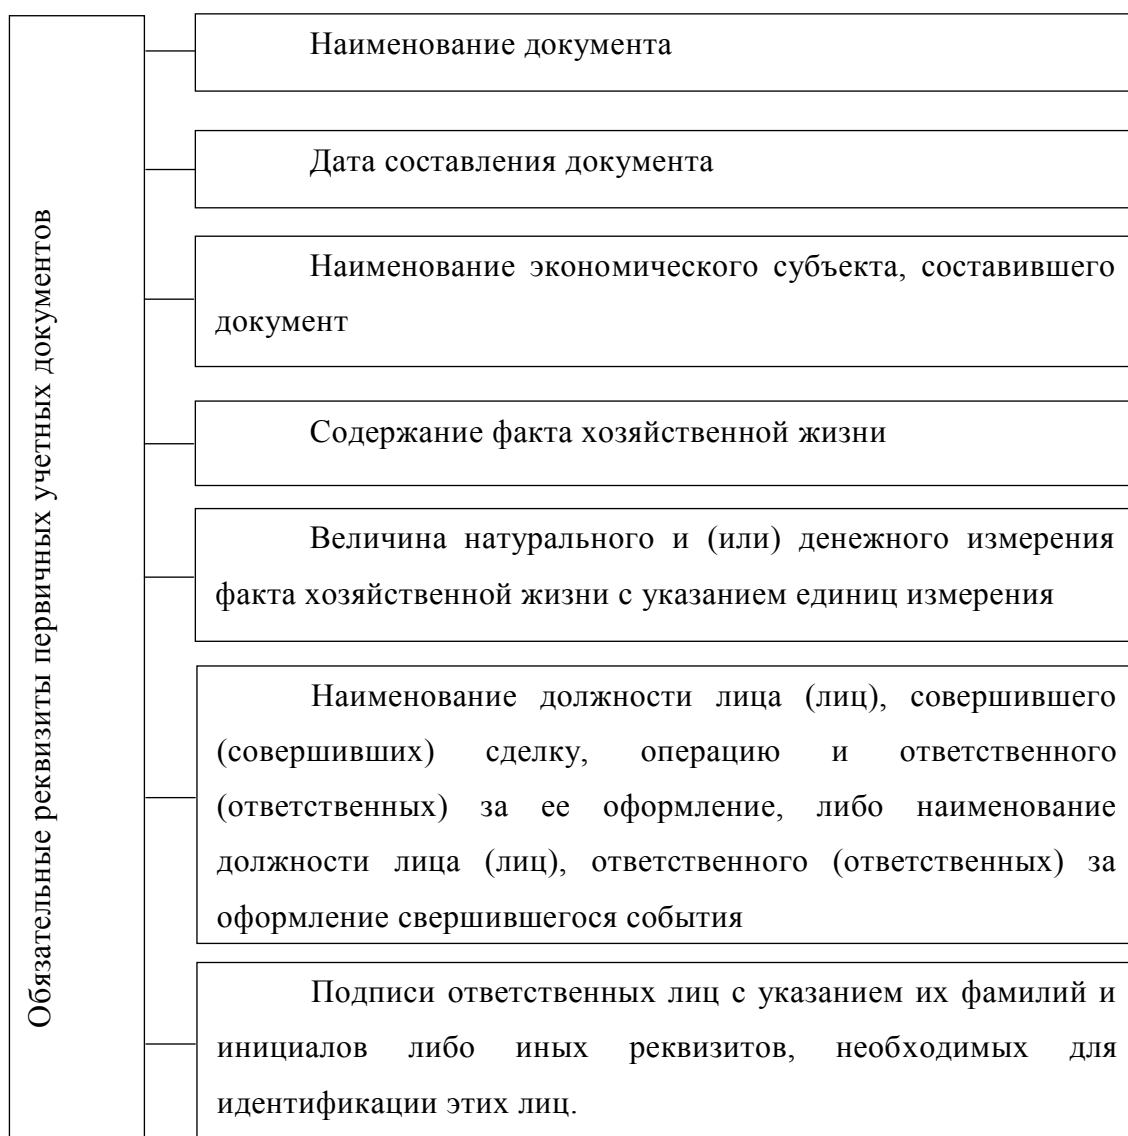 Обязательные реквизиты первичных учетных документов
Наименование документа
Дата составления документа
Наименование экономического субъекта, составившего
документ
Содержание факта хозяйственной жизни
Величина натурального и (или) денежного измерения
факта хозяйственной жизни с указанием единиц измерения
Наименование должности лица (лиц), совершившего
(совершивших) сделку, операцию и ответственного
(ответственных) за ее оформление, либо наименование
должности лица (лиц), ответственного (ответственных) за
оформление свершившегося события
Подписи ответственных лиц с указанием их фамилий и
инициалов либо иных реквизитов, необходимых для
идентификации этих лиц.